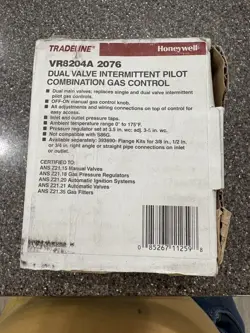 TRADELINE® Honeywell
VR8204A 2076
DUAL VALVE INTERMITTENT PILOT
COMBINATION GAS CONTROL
• Dual main valves; replaces single and dual valve intermittent
pilot gas controls.
• OFF-ON manual gas control knob.
• All adjustments and wiring connections on top of control for
easy access.
• Inlet and outlet pressure taps.
• Ambient temperature range 0° to 175°F.
• Pressure regulator set at 3.5 in. wc; adj. 3-5 in. wc.
• Not compatible with S86G.
• Available separately: 393690- Flange Kits for 3/8 in., 1/2 in.
or 3/4 in. right angle or straight pipe connections on inlet
or outlet.
CERTIFIED TO:
ANS Z21.15 Manual Valves
ANS Z21.18 Gas Pressure Regulators
ANS Z21.20 Automatic Ignition Systems
ANS Z21.21 Automatic Valves
ANS Z21.35 Gas Filters
0 85267 11259 8